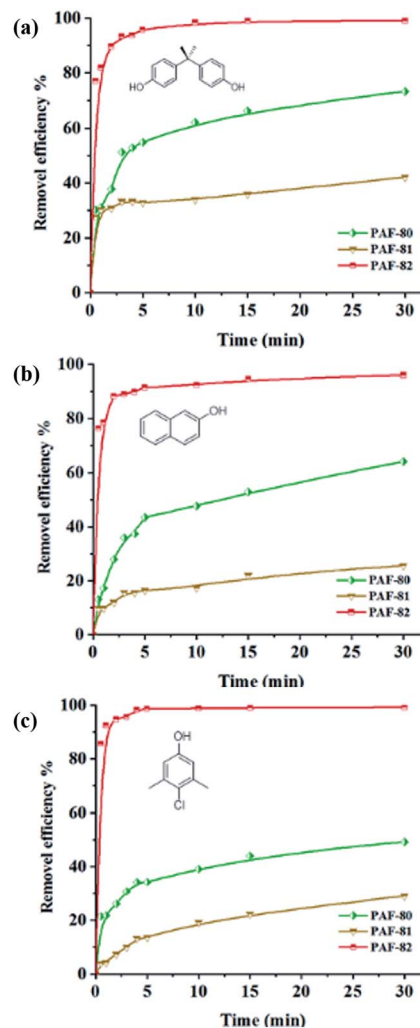 (a)
100
80
60
40
20
0
Removel efficiency %
HO
OH
PAF-80
PAF-81
PAF-82
0 5 10 15 20 25 30
Time (min)
(b)
100
80
60
40
20
0
Removel efficiency %
OH
PAF-80
PAF-81
PAF-82
0 5 10 15 20 25 30
Time (min)
(c)
100
80
60
40
20
0
Removel efficiency %
OH
Cl
PAF-80
PAF-81
PAF-82
0 5 10 15 20 25 30
Time (min)